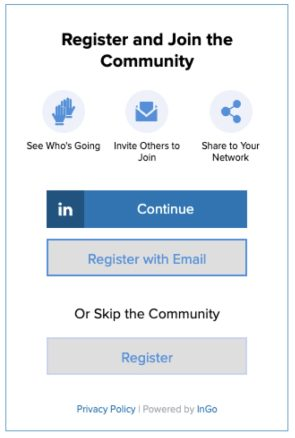 Register and Join the
Community
See Who's Going
Invite Others to
Join
Share to Your
Network
in Continue
Register with Email
Or Skip the Community
Register
Privacy Policy | Powered by InGo